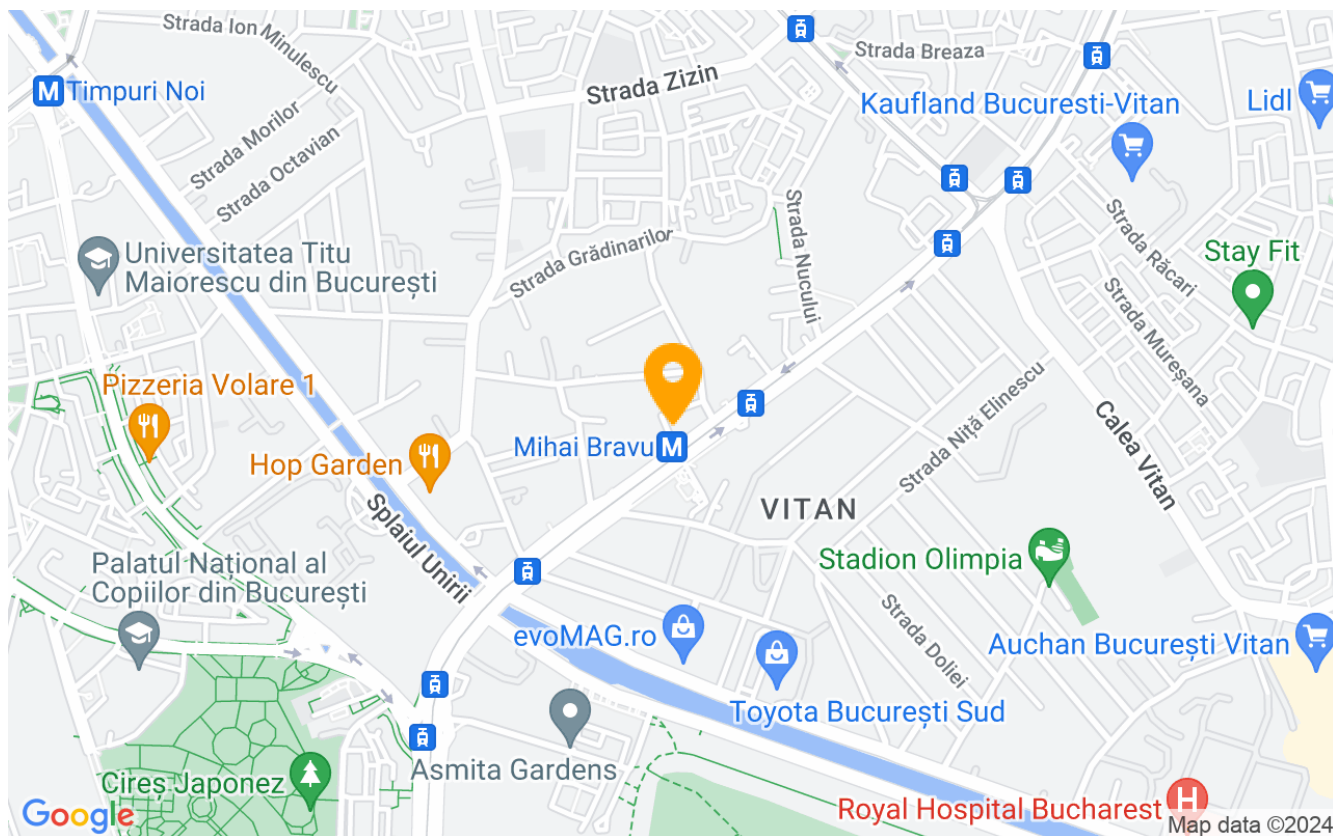 Strada Ion Minulescu
Strada Breaza
Strada Zizin
M Timpuri Noi
Kaufland Bucuresti-Vitan
Lidl
Strada Morilor
Strada Octavian
Strada Nucului
Strada Grădinarilor
Strada Răcari
Stay Fit
Universitatea Titu
Maiorescu din București
Strada Mureșana
Pizzeria Volare 1
Strada Niță Elinescu
Calea Vitan
Mihai Bravu M
Hop Garden
VITAN
Splaiul Unirii
Stadion Olimpia
Palatul Național al
Copiilor din București
evoMAG.ro
Strada Doliei
Auchan București Vitan
Toyota București Sud
Asmita Gardens
Cireș Japonez
Royal Hospital Bucharest H
Google
Map data ©2024